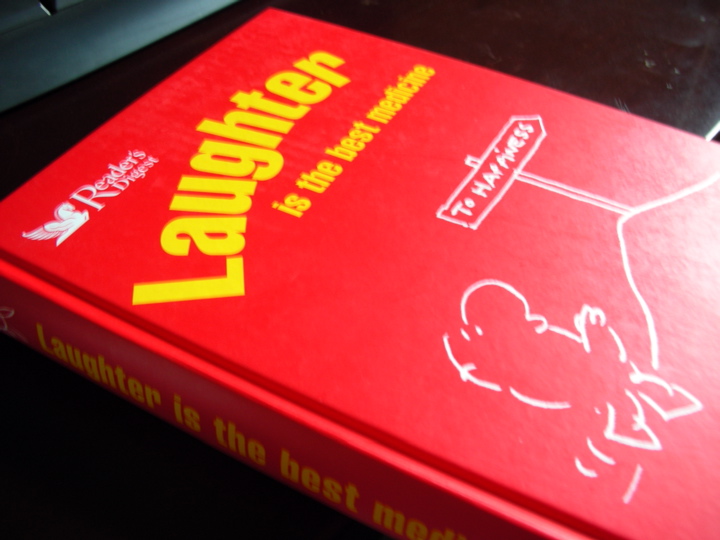 Reader's
Digest
Laughter
is the best medicine
TO HAPPINESS
Laughter is the best